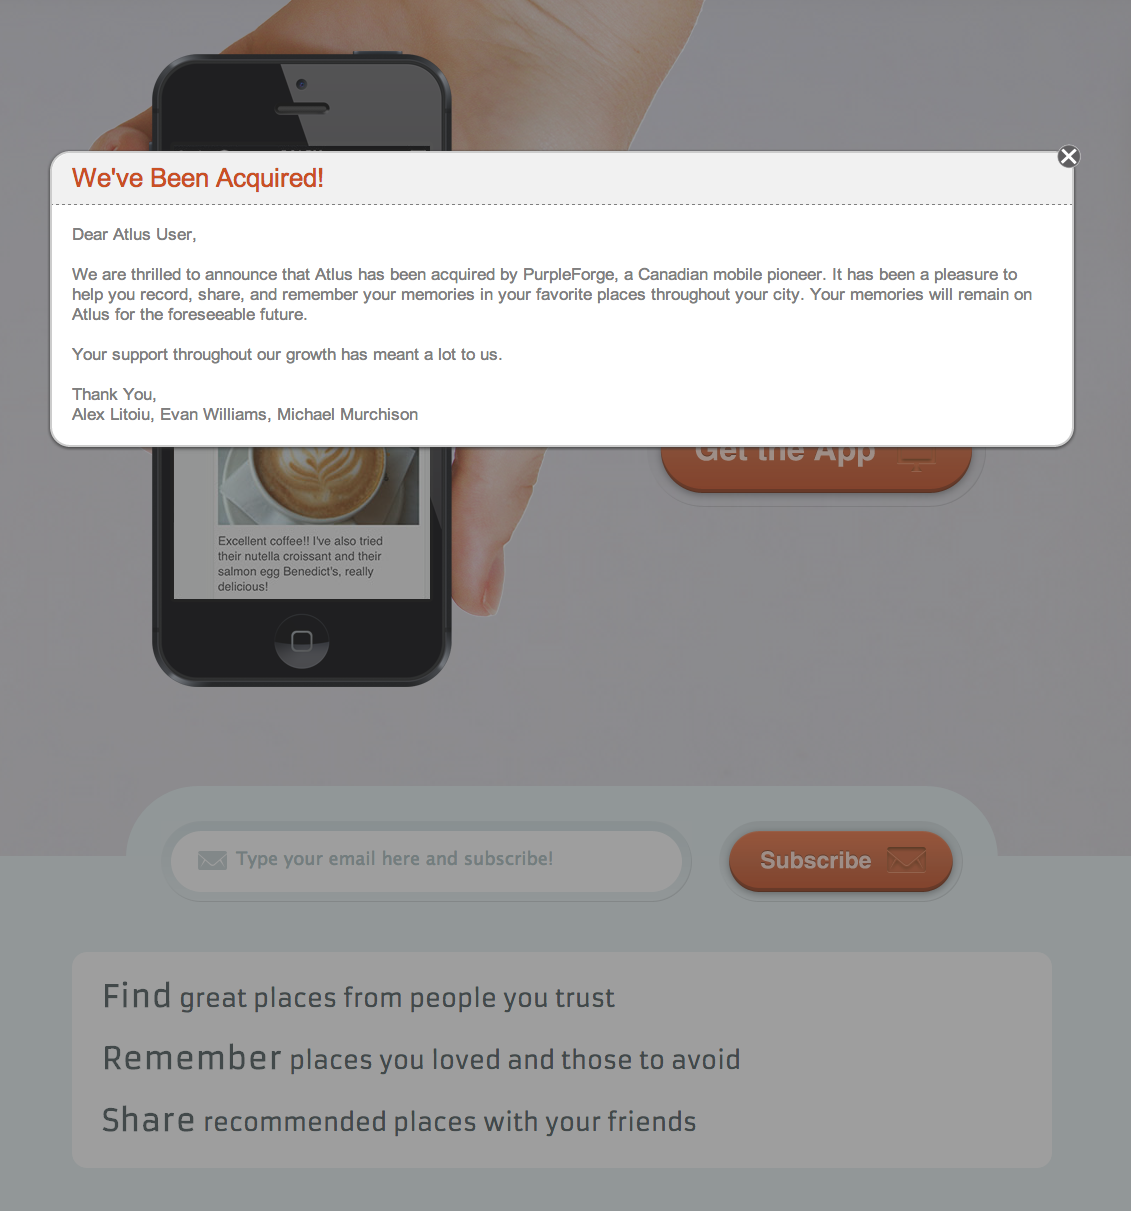 We've Been Acquired!
Dear Atlus User,
We are thrilled to announce that Atlus has been acquired by PurpleForge, a Canadian mobile pioneer. It has been a pleasure to
help you record, share, and remember your memories in your favorite places throughout your city. Your memories will remain on
Atlus for the foreseeable future.
Your support throughout our growth has meant a lot to us.
Thank You,
Alex Litoiu, Evan Williams, Michael Murchison
Get the App
Excellent coffee!! I've also tried
their nutella croissant and their
salmon egg Benedict's, really
delicious!
Type your email here and subscribe!
Subscribe
Find great places from people you trust
Remember places you loved and those to avoid
Share recommended places with your friends